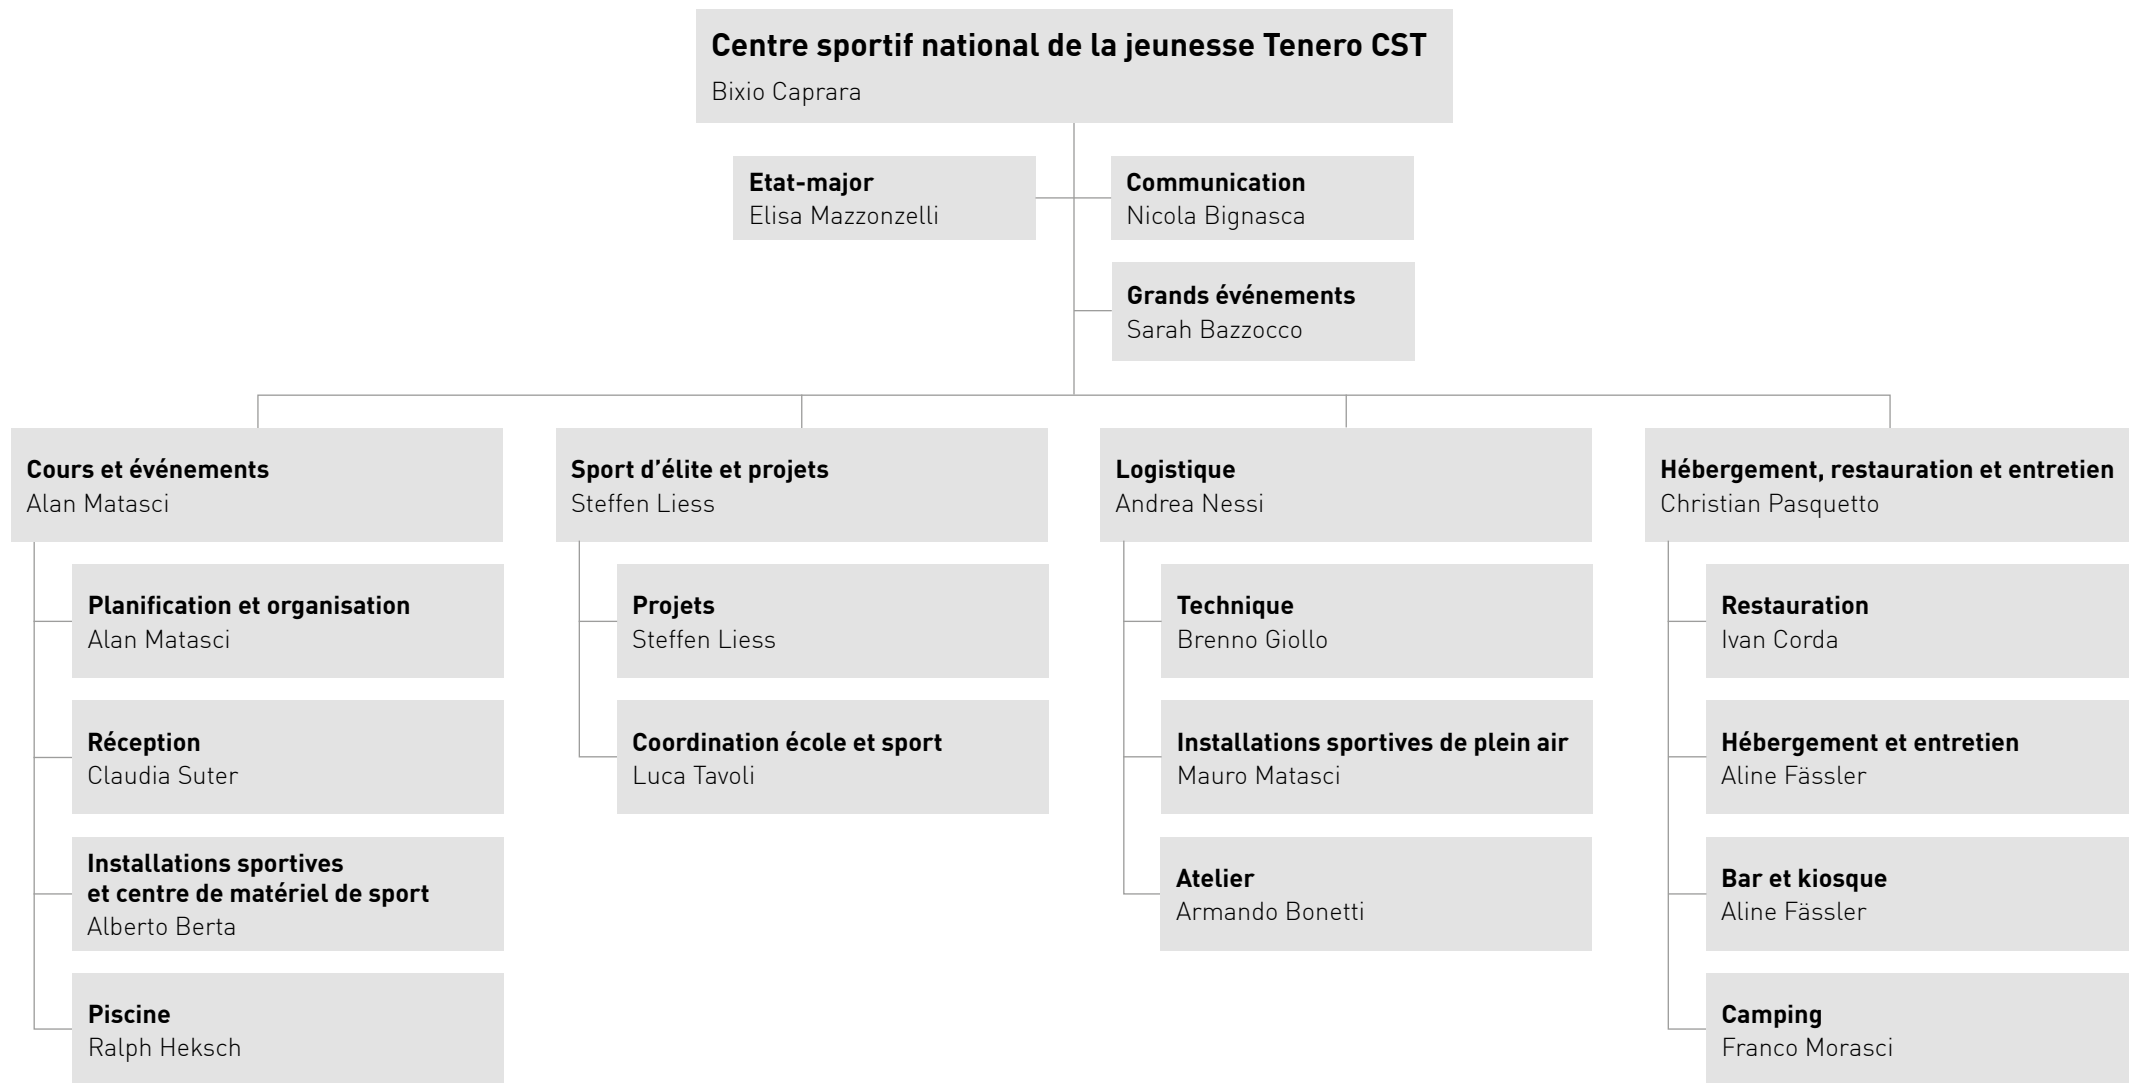 Centre sportif national de la jeunesse Tenero CST
Bixio Caprara
Etat-major
Elisa Mazzonzelli
Communication
Nicola Bignasca
Grands événements
Sarah Bazzocco
Cours et événements
Alan Matasci
Planification et organisation
Alan Matasci
Réception
Claudia Suter
Installations sportives
et centre de matériel de sport
Alberto Berta
Piscine
Ralph Heksch
Sport d’élite et projets
Steffen Liess
Projets
Steffen Liess
Coordination école et sport
Luca Tavoli
Logistique
Andrea Nessi
Technique
Brenno Giollo
Installations sportives de plein air
Mauro Matasci
Atelier
Armando Bonetti
Hébergement, restauration et entretien
Christian Pasquetto
Restauration
Ivan Corda
Hébergement et entretien
Aline Fässler
Bar et kiosque
Aline Fässler
Camping
Franco Morasci